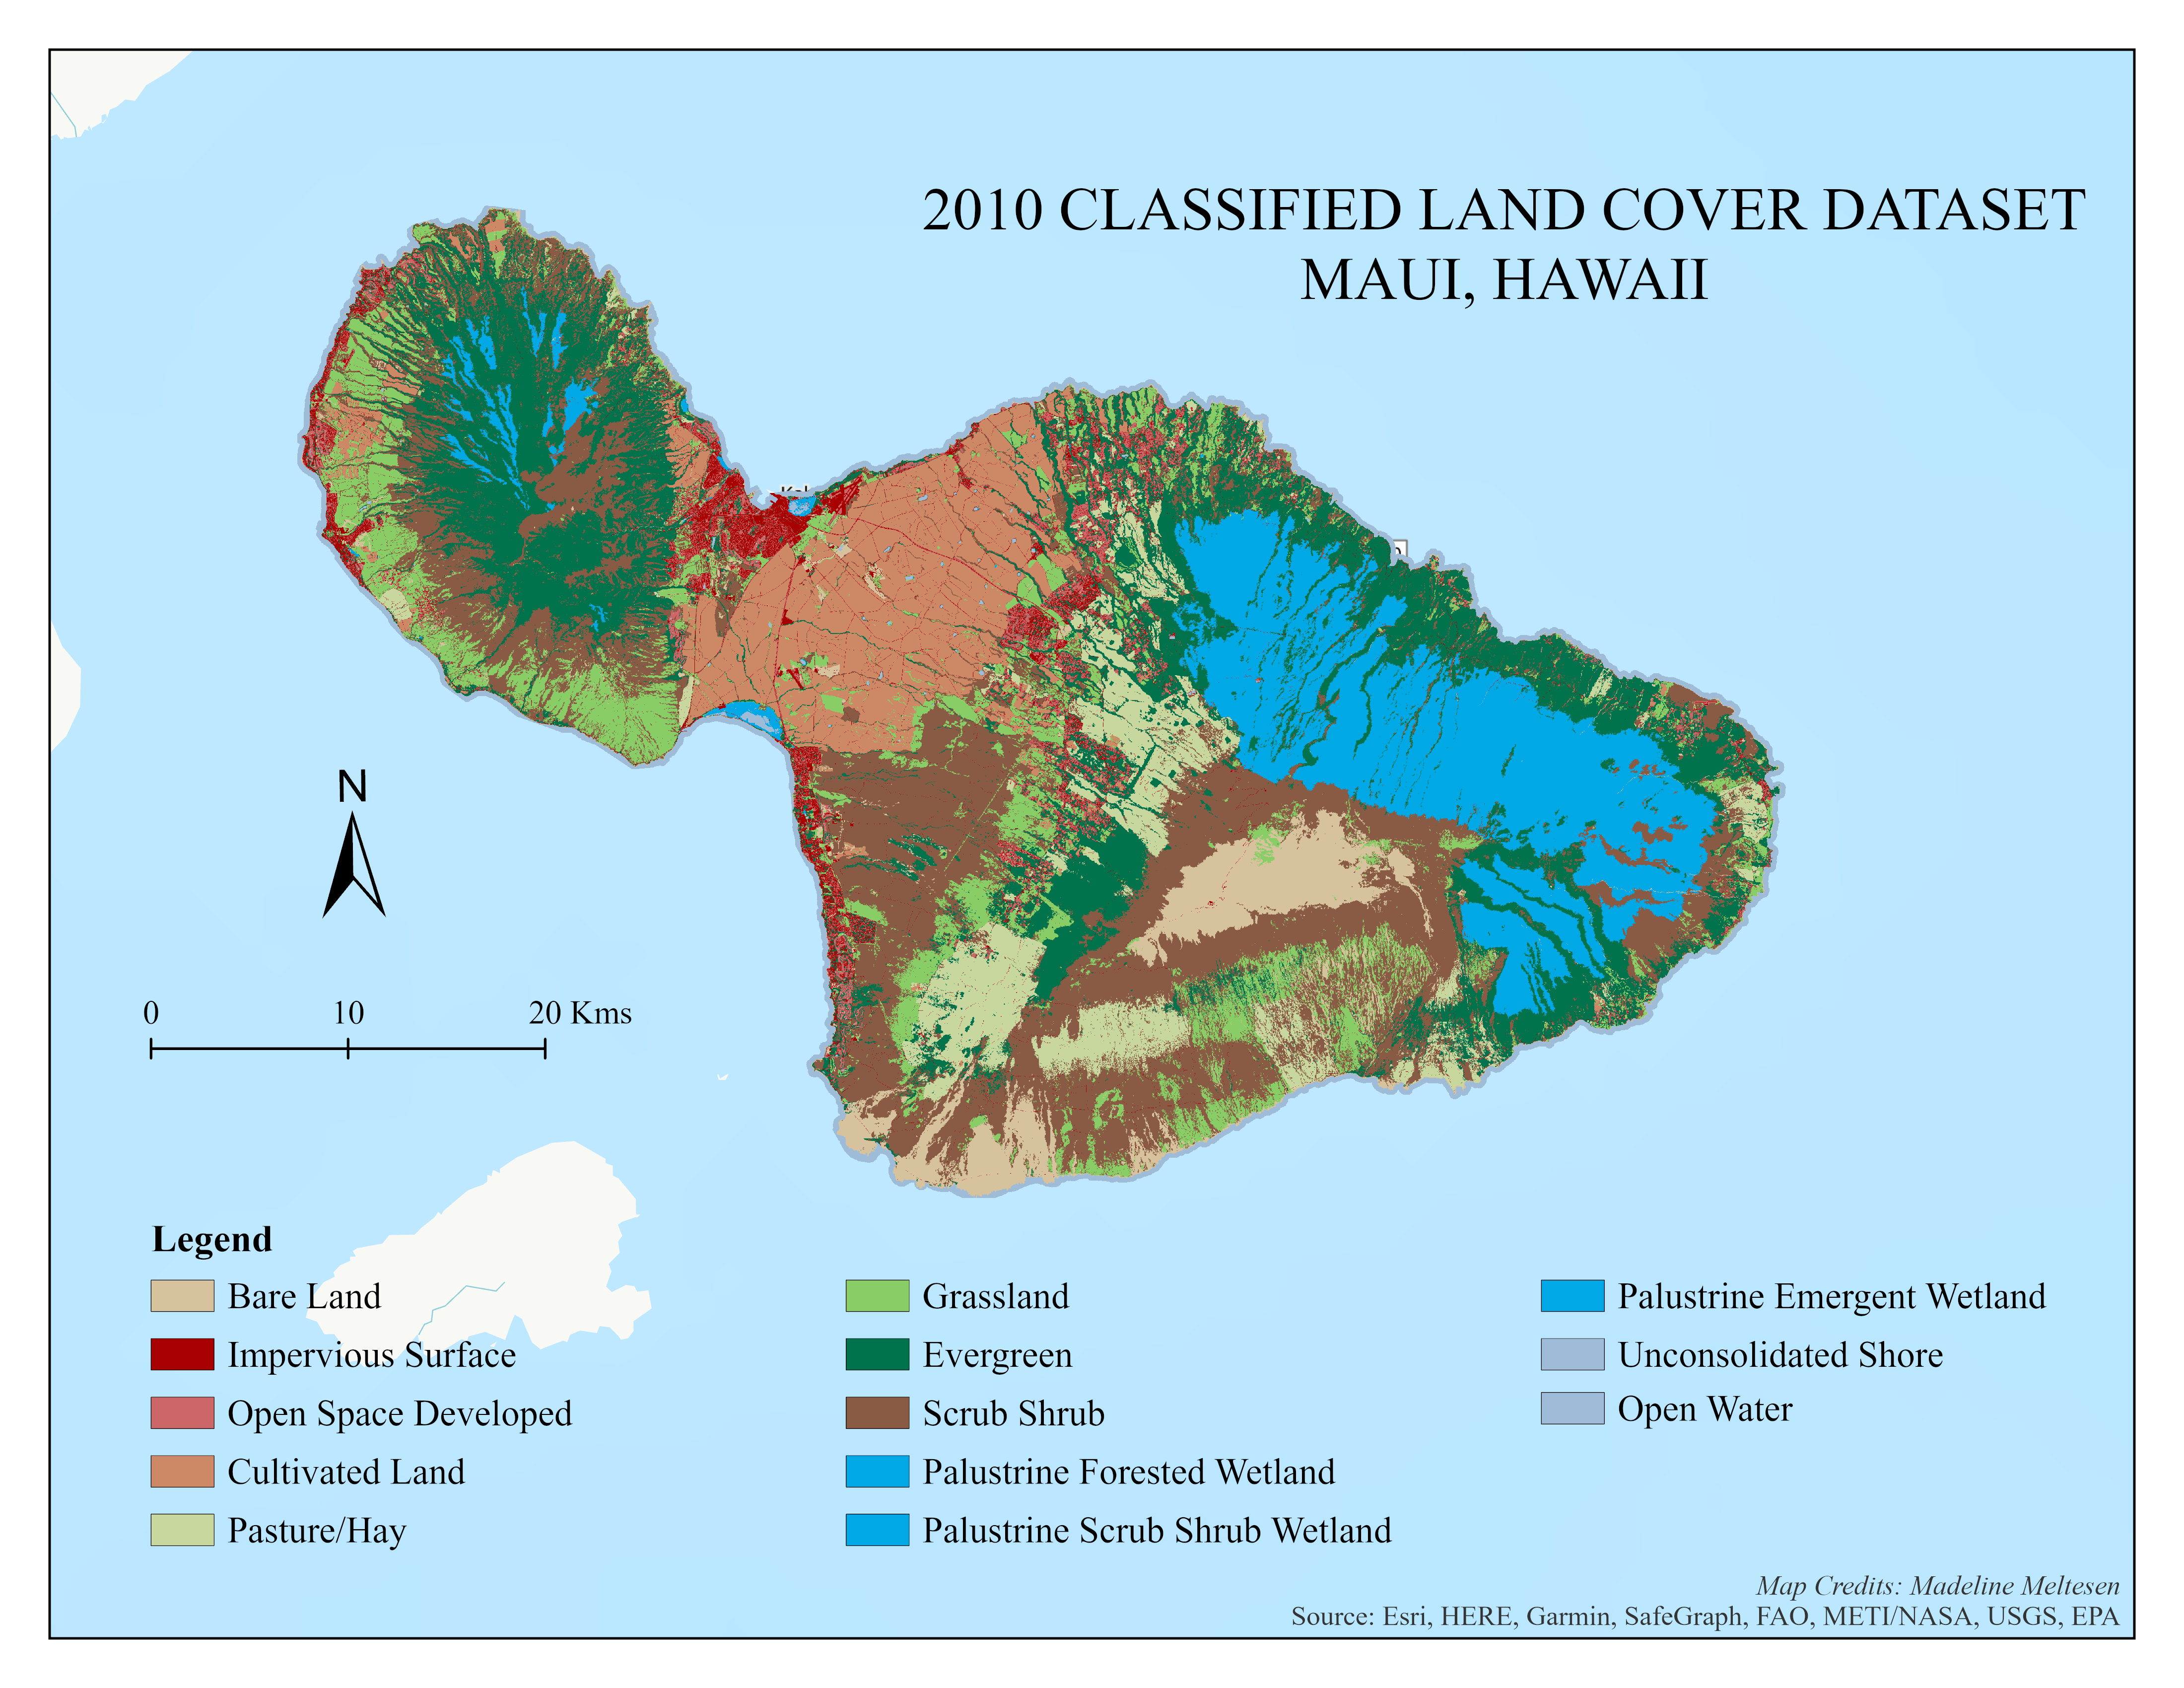 2010 CLASSIFIED LAND COVER DATASET
MAUI, HAWAII
N
0 10 20 Kms
Legend
Bare Land
Impervious Surface
Open Space Developed
Cultivated Land
Pasture/Hay
Grassland
Evergreen
Scrub Shrub
Palustrine Forested Wetland
Palustrine Scrub Shrub Wetland
Palustrine Emergent Wetland
Unconsolidated Shore
Open Water
Map Credits: Madeline Meltesen
Source: Esri, HERE, Garmin, SafeGraph, FAO, METI/NASA, USGS, EPA